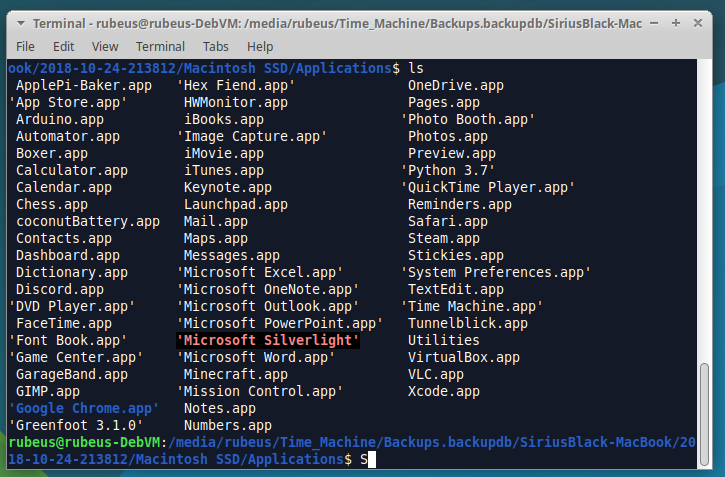 Terminal - rubeus@rubeus-DebVM: /media/rubeus/Time_Machine/Backups.backupdb/SiriusBlack-Mac
File Edit View Terminal Tabs Help
ook/2018-10-24-213812/Macintosh SSD/Applications$ ls
ApplePi-Baker.app 'Hex Fiend.app' OneDrive.app
'App Store.app' HWMonitor.app Pages.app
Arduino.app iBooks.app 'Photo Booth.app'
Automator.app 'Image Capture.app' Photos.app
Boxer.app iMovie.app Preview.app
Calculator.app iTunes.app 'Python 3.7'
Calendar.app Keynote.app 'QuickTime Player.app'
Chess.app Launchpad.app Reminders.app
coconutBattery.app Mail.app Safari.app
Contacts.app Maps.app Steam.app
Dashboard.app Messages.app Stickies.app
Dictionary.app 'Microsoft Excel.app' 'System Preferences.app'
Discord.app 'Microsoft OneNote.app' TextEdit.app
'DVD Player.app' 'Microsoft Outlook.app' 'Time Machine.app'
FaceTime.app 'Microsoft PowerPoint.app' Tunnelblick.app
'Font Book.app' 'Microsoft Silverlight' Utilities
'Game Center.app' 'Microsoft Word.app' VirtualBox.app
GarageBand.app Minecraft.app VLC.app
GIMP.app 'Mission Control.app' Xcode.app
'Google Chrome.app' Notes.app
'Greenfoot 3.1.0' Numbers.app
rubeus@rubeus-DebVM:/media/rubeus/Time_Machine/Backups.backupdb/SiriusBlack-MacBook/20
18-10-24-213812/Macintosh SSD/Applications$ S